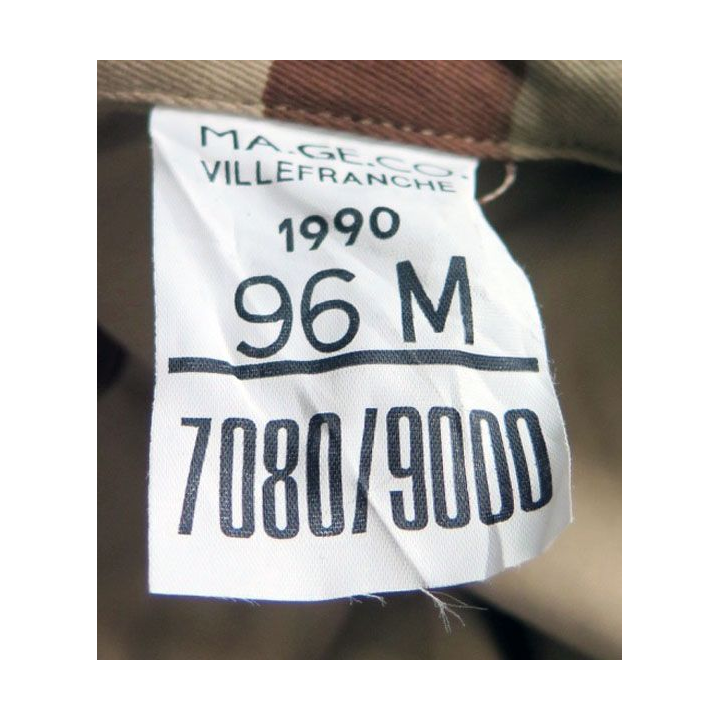 MA.GE.CO.
VILLEFRANCHE
1990
96 M
7080/9000